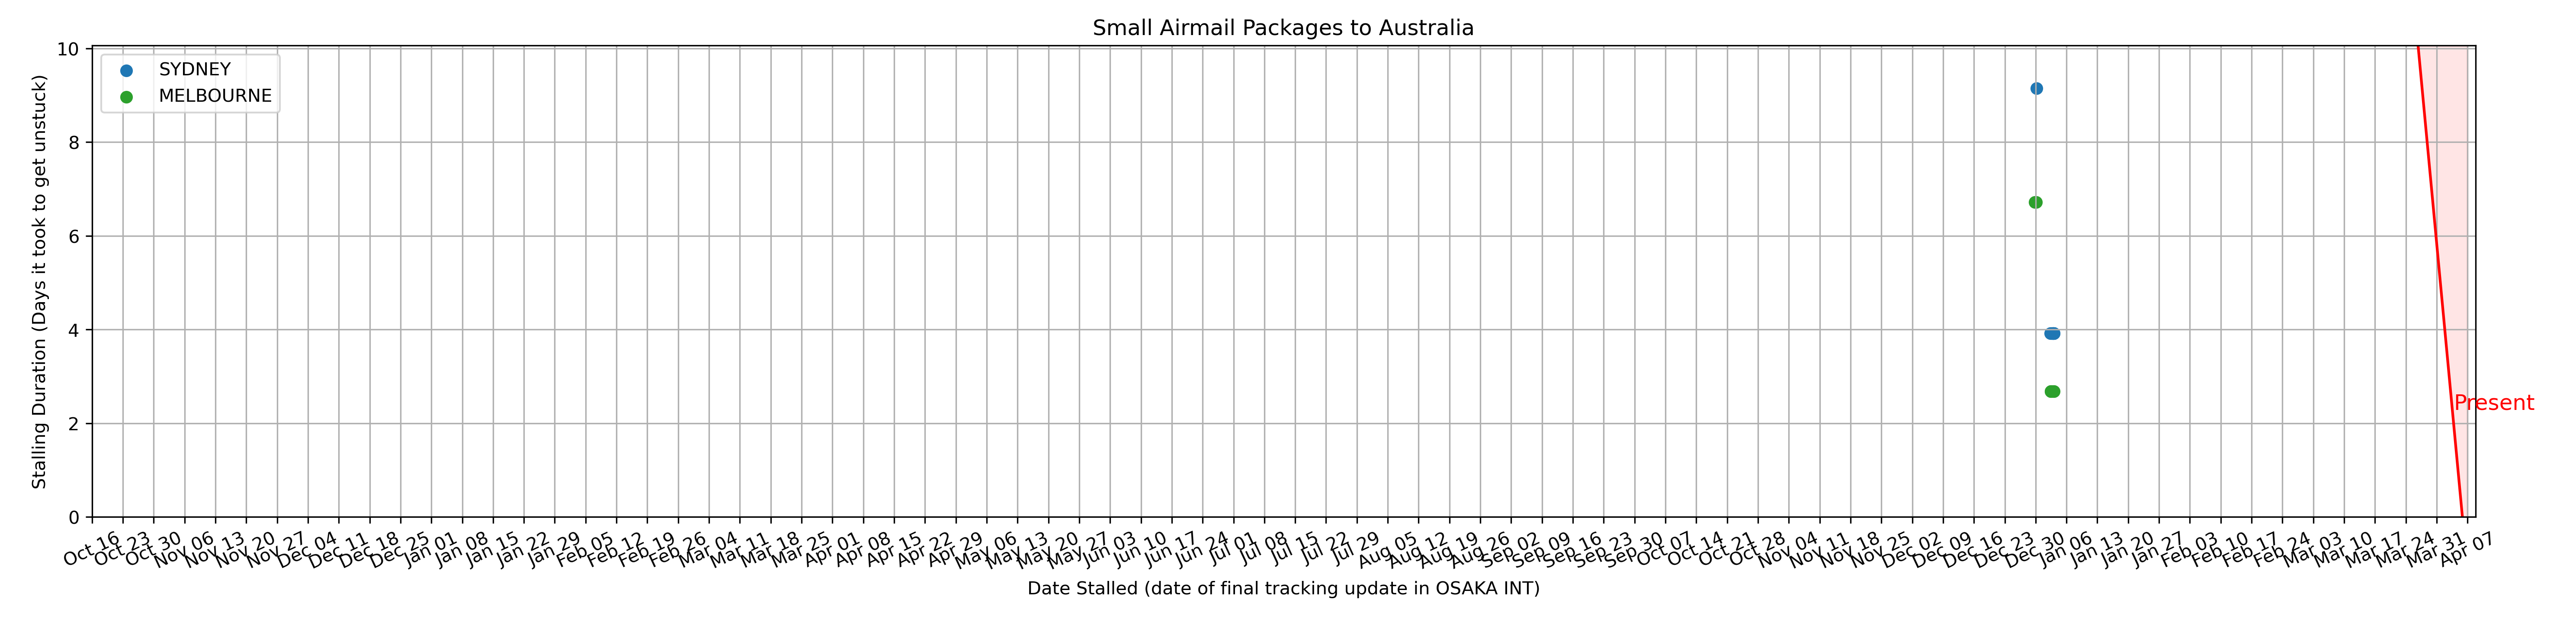 Small Airmail Packages to Australia
SYDNEY
MELBOURNE
10
8
6
4
2
0
Stalling Duration (Days it took to get unstuck)
Present
Oct 16
Oct 23
Oct 30
Nov 06
Nov 13
Nov 20
Nov 27
Dec 04
Dec 11
Dec 18
Dec 25
Jan 01
Jan 08
Jan 15
Jan 22
Jan 29
Feb 05
Feb 12
Feb 19
Feb 26
Mar 04
Mar 11
Mar 18
Mar 25
Apr 01
Apr 08
Apr 15
Apr 22
Apr 29
May 06
May 13
May 20
May 27
Jun 03
Jun 10
Jun 17
Jun 24
Jul 01
Jul 08
Jul 15
Jul 22
Jul 29
Aug 05
Aug 12
Aug 19
Aug 26
Sep 02
Sep 09
Sep 16
Sep 23
Sep 30
Oct 07
Oct 14
Oct 21
Oct 28
Nov 04
Nov 11
Nov 18
Nov 25
Dec 02
Dec 09
Dec 16
Dec 23
Dec 30
Jan 06
Jan 13
Jan 20
Jan 27
Feb 03
Feb 10
Feb 17
Feb 24
Mar 03
Mar 10
Mar 17
Mar 24
Mar 31
Apr 07
Date Stalled (date of final tracking update in OSAKA INT)